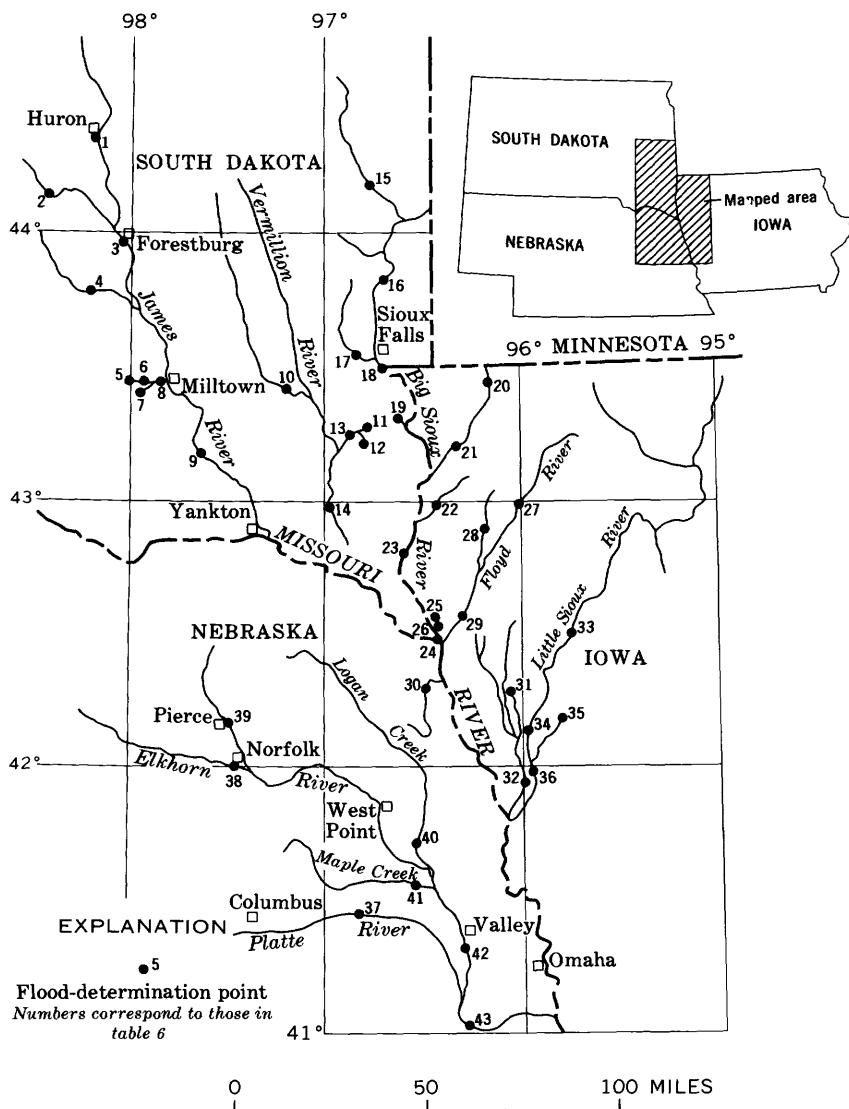 98°
97°
Huron
1
SOUTH DAKOTA
15
2
Vermillion
44°
3
Forestburg
4
16
James
Sioux
Falls
River
17
18
5
6
7
8
Milltown
10
9
River
Big
Sioux
River
19
11
13
12
20
21
43°
14
22
Yankton
MISSOURI
RIVER
23
28
27
River
Floyd
25
26
24
29
SOUTH DAKOTA
NEBRASKA
IOWA
Mapped area
96°
MINNESOTA
95°
NEBRASKA
Logan
Creek
Little Sioux
River
33
IOWA
30
31
35
34
Pierce
39
Norfolk
42°
Elkhorn
River
38
32
36
West
Point
40
Maple Creek
41
Columbus
37
Platte
River
Valley
42
Omaha
43
41°
EXPLANATION
5
Flood-determination point
Numbers correspond to those in
table 6
0
50
100 MILES